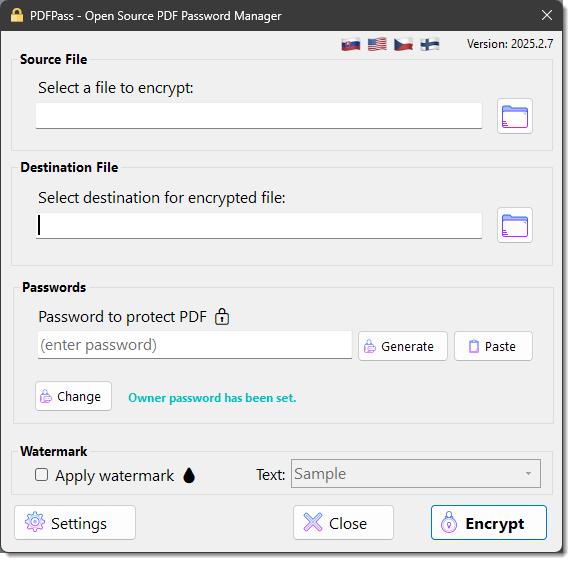 PDFPass - Open Source PDF Password Manager
Version: 2025.2.7
Source File
Select a file to encrypt:
Destination File
Select destination for encrypted file:
Passwords
Password to protect PDF
(enter password)
Generate
Paste
Change
Owner password has been set.
Watermark
Apply watermark
Text:
Sample
Settings
Close
Encrypt